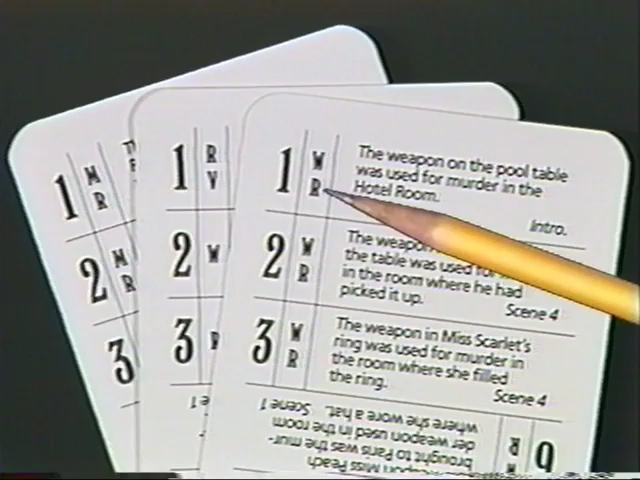 1
M
R
2
M
R
3
1
R
V
2
W
3
1
W
R
The weapon on the pool table
was used for murder in the
Hotel Room.
Intro.
2
W
R
The weapon
the table was used for
in the room where he had
picked it up.
Scene 4
3
W
R
The weapon in Miss Scarlet's
ring was used for murder in
the room where she filled
the ring.
Scene 4
6
R
weapon Miss Peach
brought to Paris was the mur-
der weapon used in the room
where she wore a hat.
Scene 1